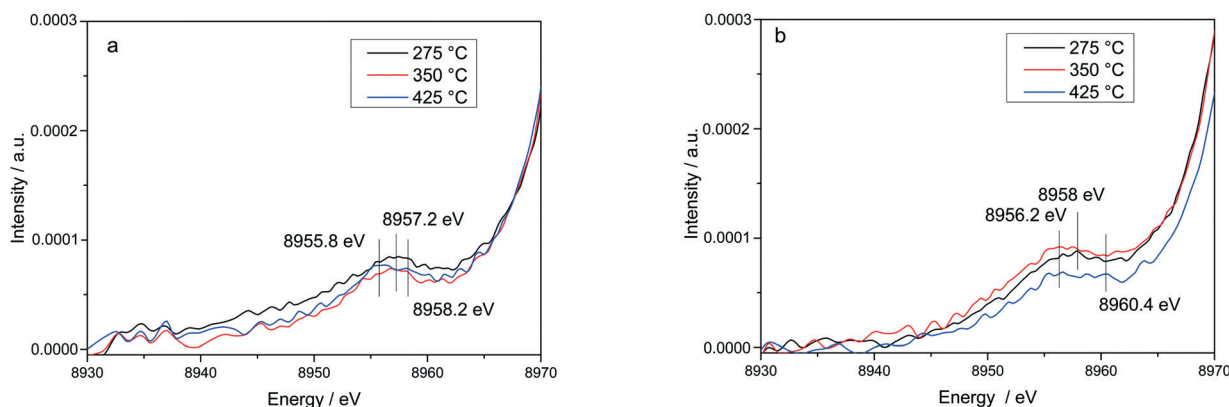 a
275 °C
350 °C
425 °C
8957.2 eV
8955.8 eV
8958.2 eV
0.0003
0.0002
0.0001
0.0000
Intensity / a.u.
8930
8940
8950
8960
8970
Energy / eV
b
275 °C
350 °C
425 °C
8958 eV
8956.2 eV
8960.4 eV
0.0003
0.0002
0.0001
0.0000
Intensity / a.u.
8930
8940
8950
8960
8970
Energy / eV